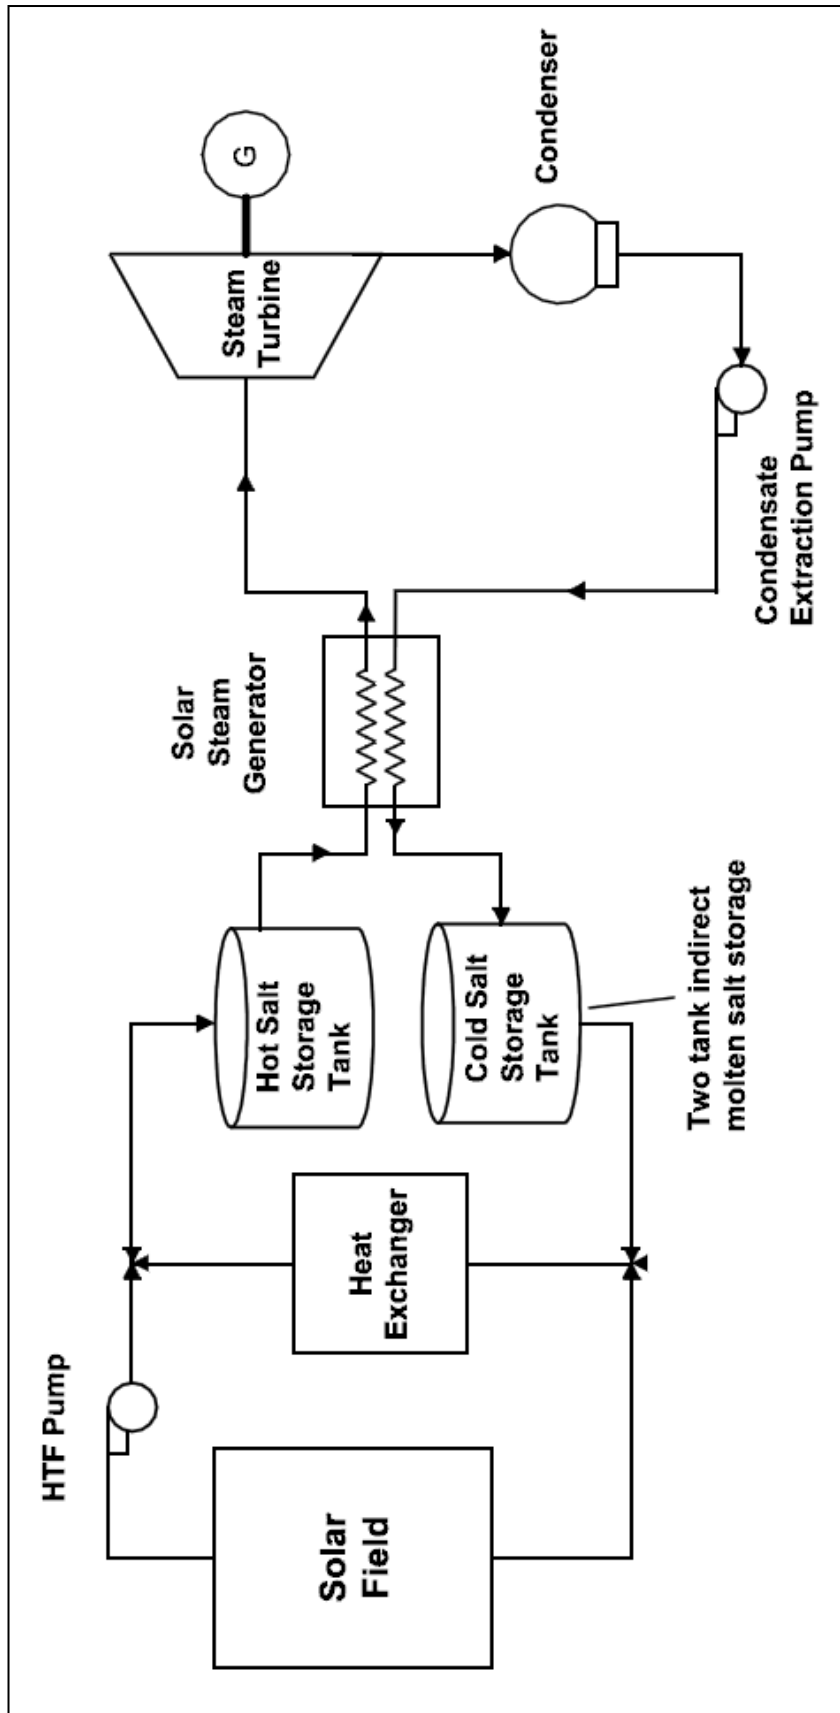 HTF Pump
Solar
Field
Heat
Exchanger
Hot Salt
Storage
Tank
Cold Salt
Storage
Tank
Two tank indirect
molten salt storage
Solar
Steam
Generator
Steam
Turbine
G
Condenser
Condensate
Extraction Pump